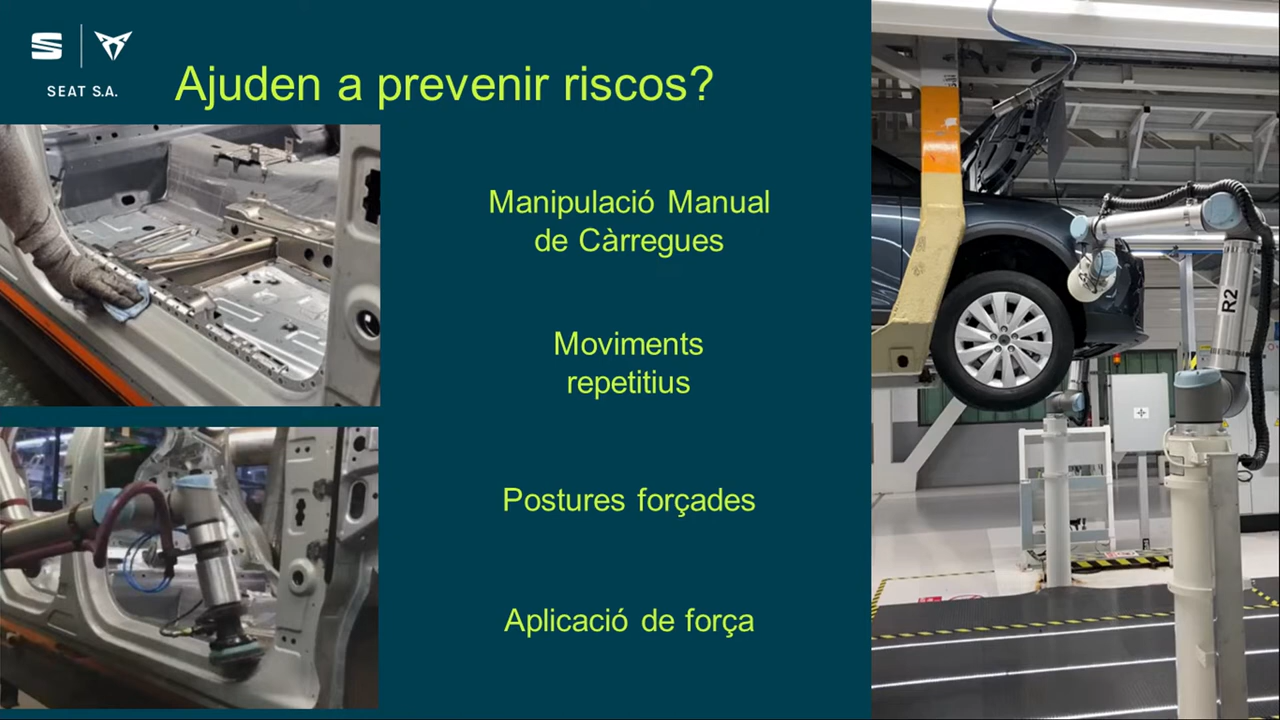 SEAT S.A.
Ajuden a prevenir riscos?
Manipulació Manual
de Càrregues
Moviments
repetitius
Postures forçades
Aplicació de força
R2